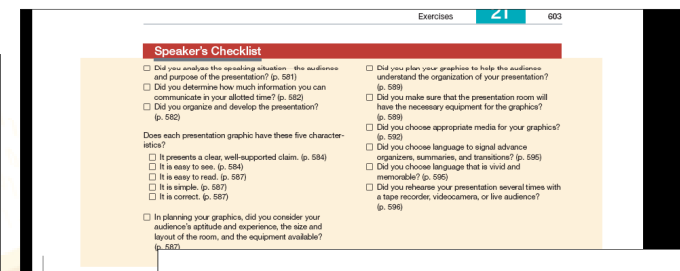 Exercises 21 603
Speaker's Checklist
☐ Did you analyze the speaking situation—the audience
and purpose of the presentation? (p. 581)
☐ Did you determine how much information you can
communicate in your allotted time? (p. 582)
☐ Did you organize and develop the presentation?
(p. 582)
Does each presentation graphic have these five character-
istics?
☐ It presents a clear, well-supported claim. (p. 584)
☐ It is easy to see. (p. 584)
☐ It is easy to read. (p. 587)
☐ It is simple. (p. 587)
☐ It is correct. (p. 587)
☐ In planning your graphics, did you consider your
audience's aptitude and experience, the size and
layout of the room, and the equipment available?
(p. 587)
☐ Did you plan your graphics to help the audience
understand the organization of your presentation?
(p. 589)
☐ Did you make sure that the presentation room will
have the necessary equipment for the graphics?
(p. 589)
☐ Did you choose appropriate media for your graphics?
(p. 592)
☐ Did you choose language to signal advance
organizers, summaries, and transitions? (p. 595)
☐ Did you choose language that is vivid and
memorable? (p. 595)
☐ Did you rehearse your presentation several times with
a tape recorder, videocamera, or live audience?
(p. 596)